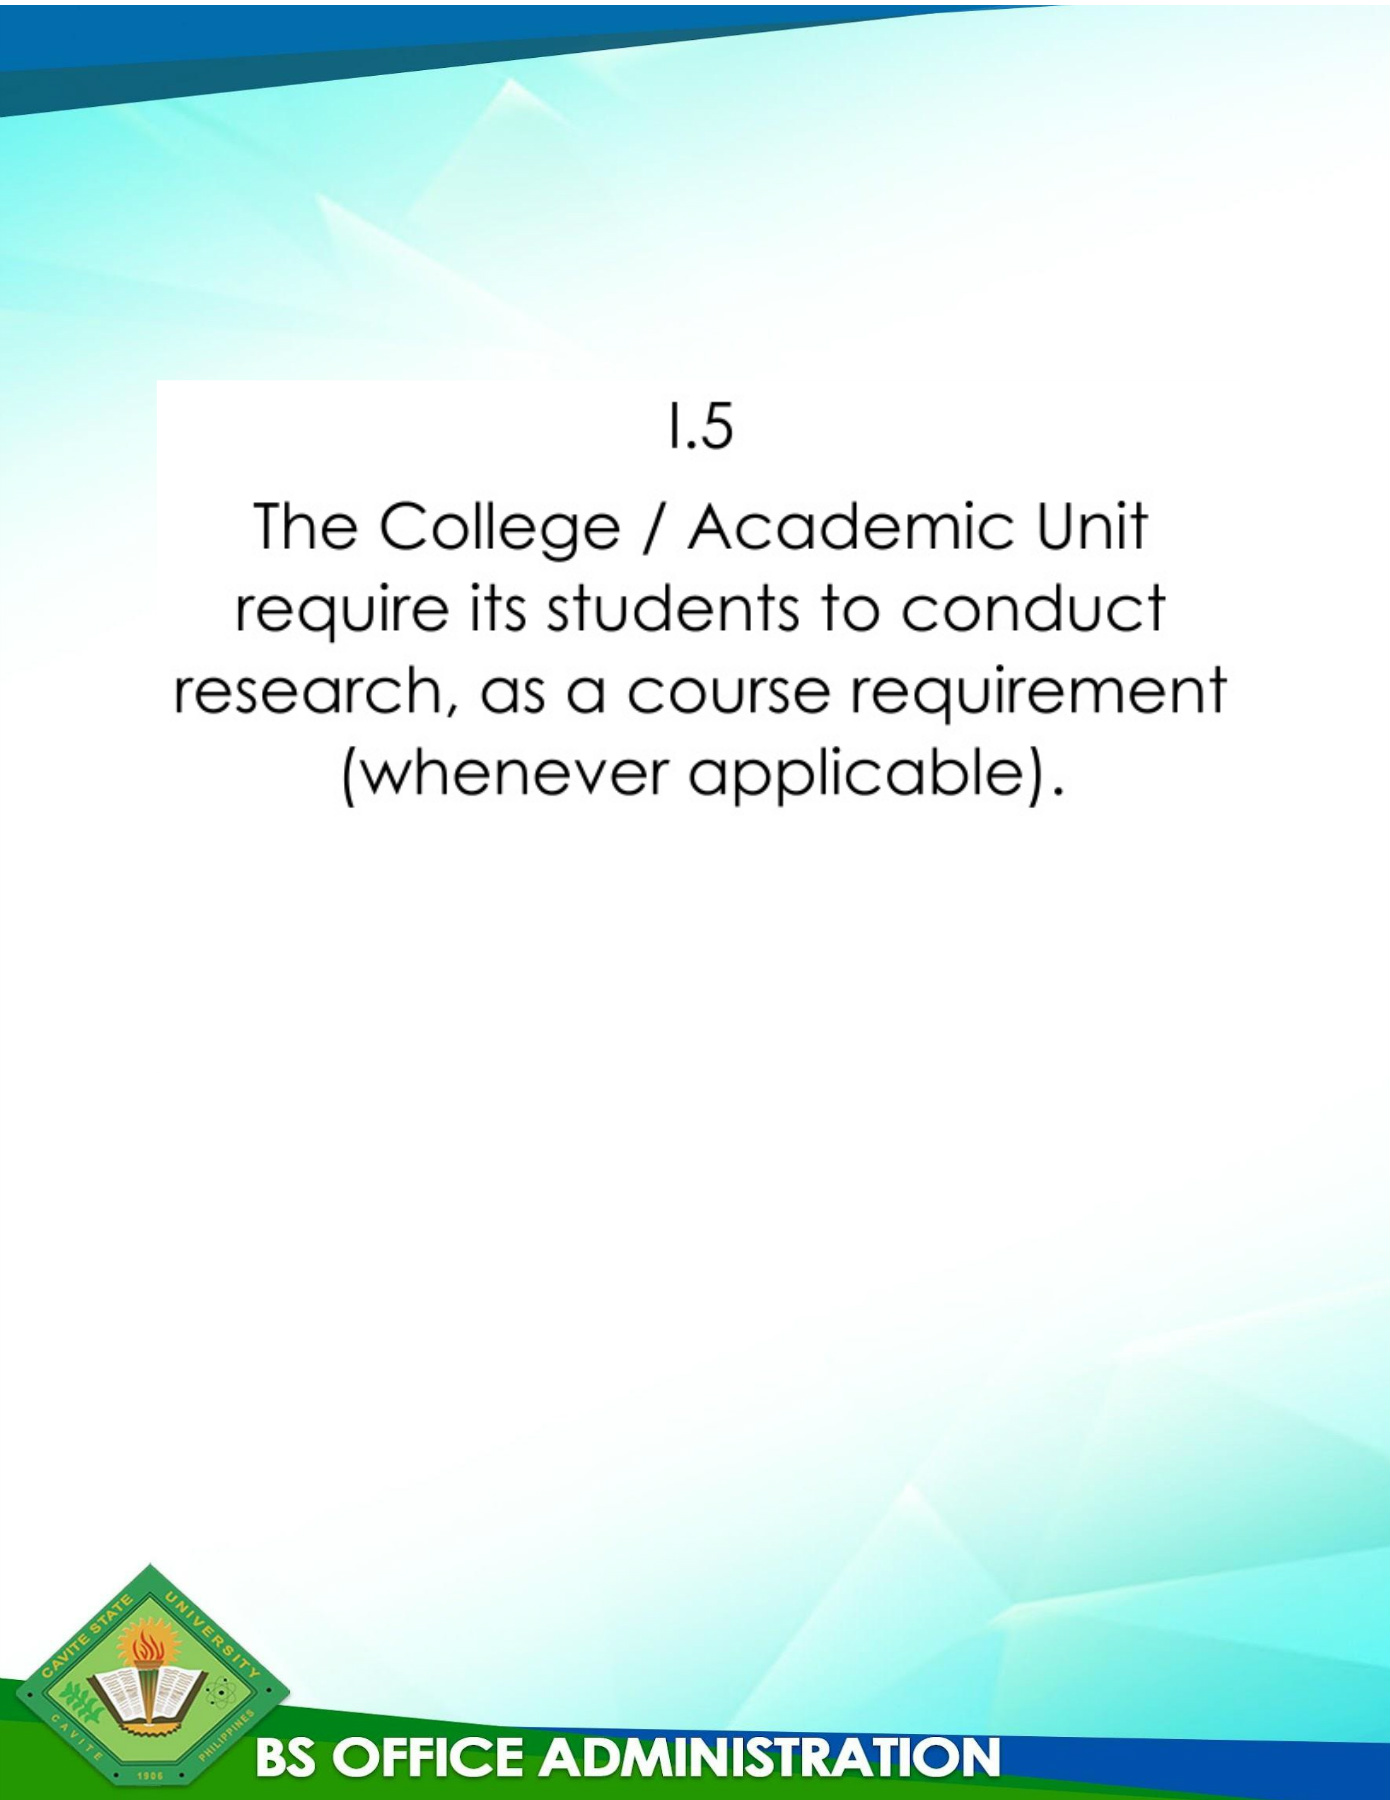 I.5
The College / Academic Unit
require its students to conduct
research, as a course requirement
(whenever applicable).
CAVITE STATE UNIVERSITY
CAVITE PHILIPPINES
1906
BS OFFICE ADMINISTRATION